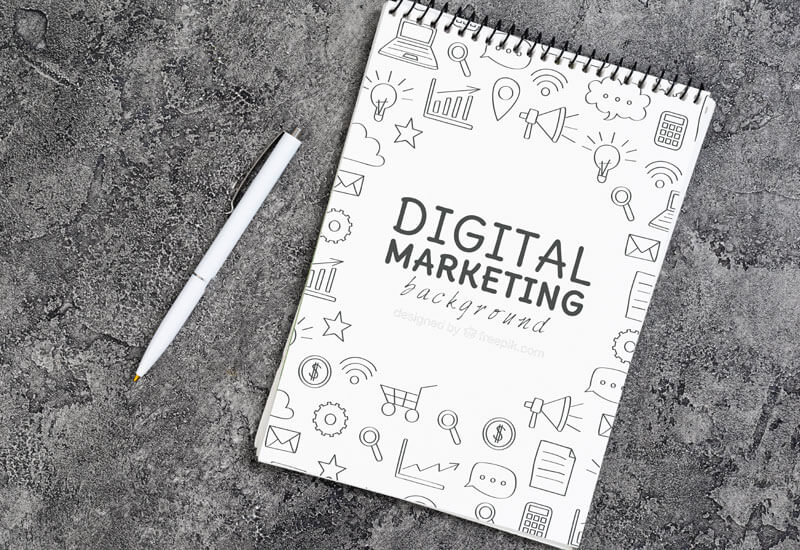 DIGITAL
MARKETING
background
designed by freepik.com
$
$